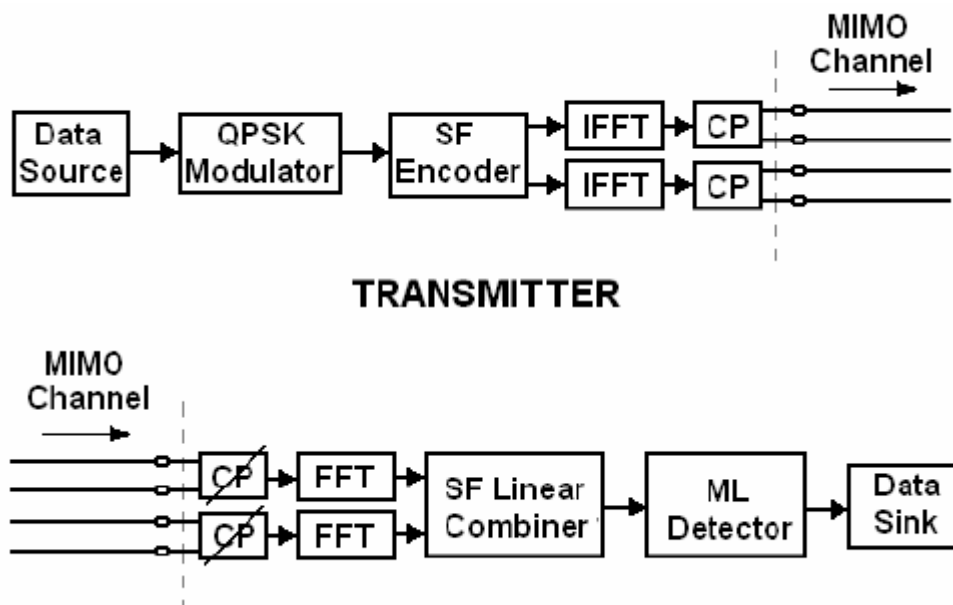 MIMO
Channel
Data
Source
QPSK
Modulator
SF
Encoder
IFFT
CP
IFFT
CP
TRANSMITTER
MIMO
Channel
CP
FFT
CP
FFT
SF Linear
Combiner
ML
Detector
Data
Sink